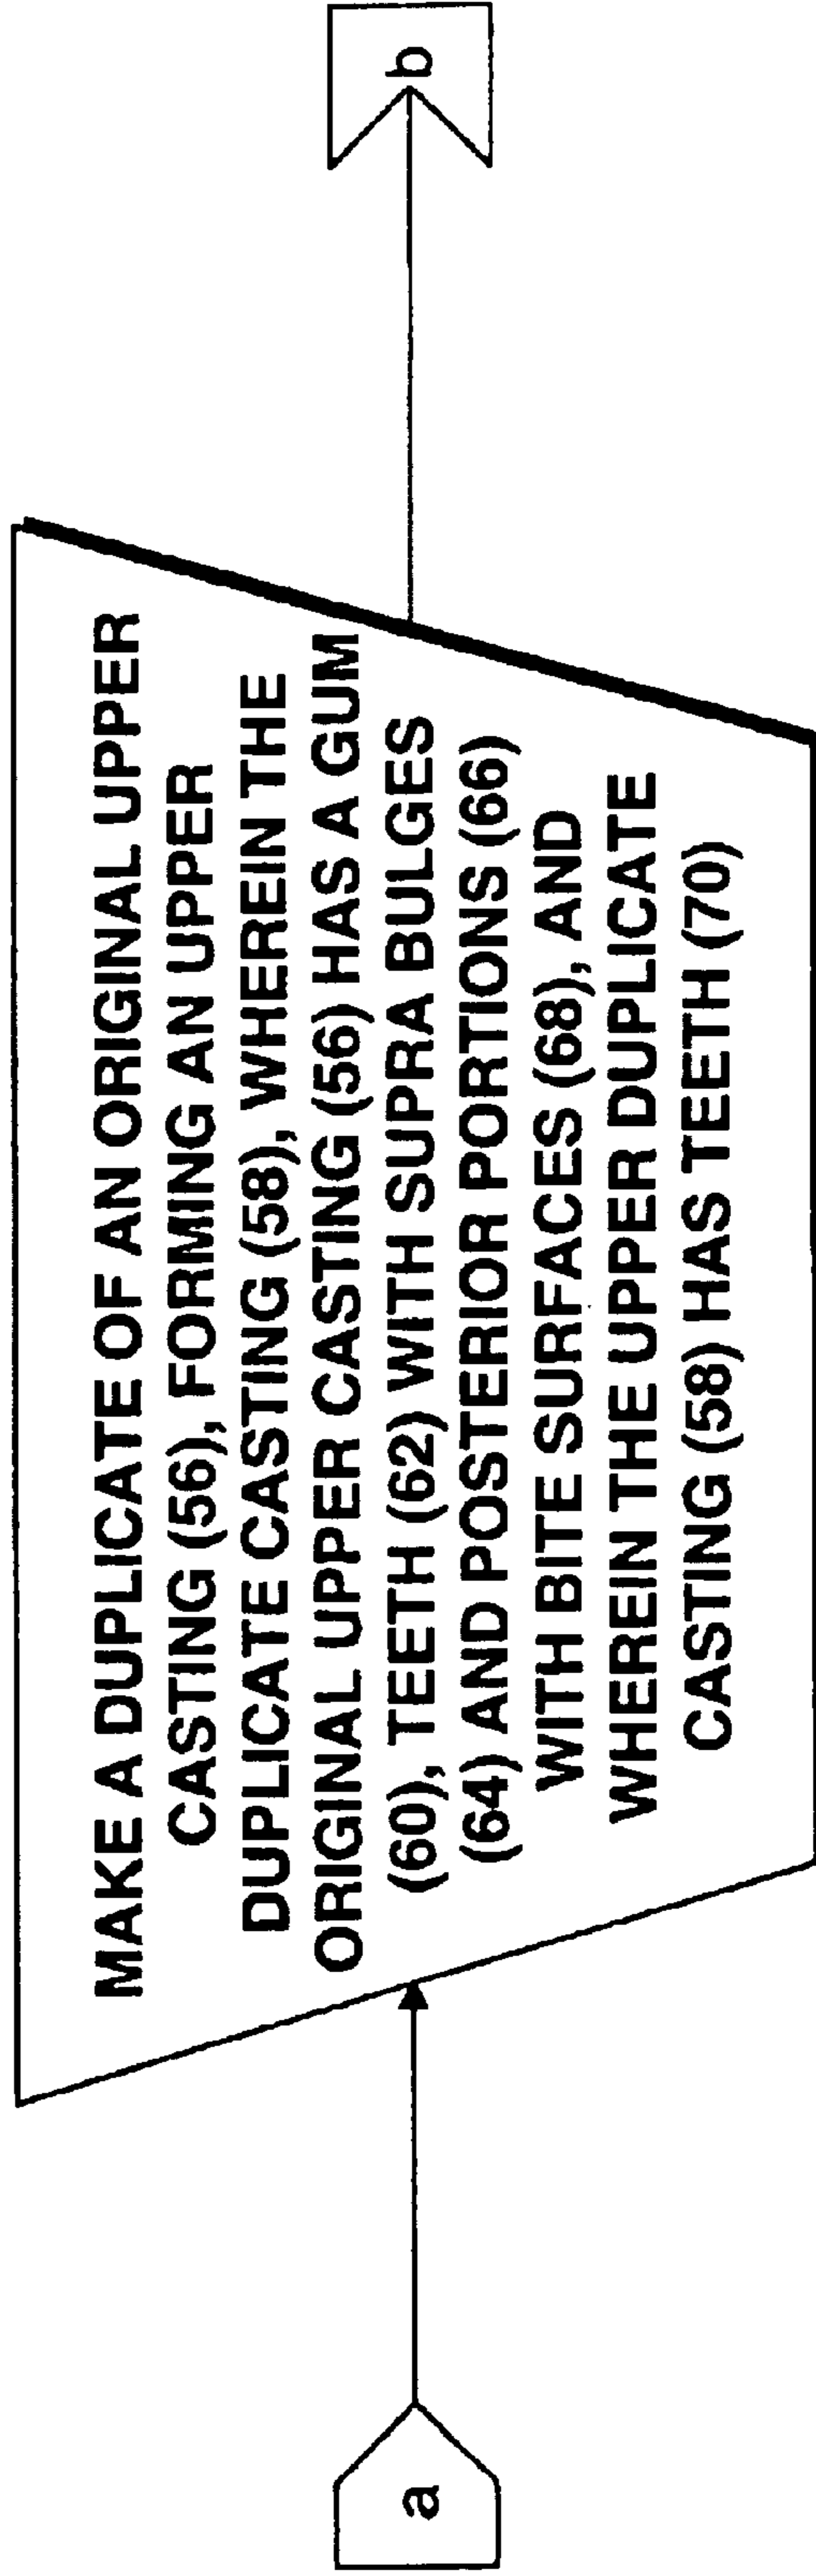 a
MAKE A DUPLICATE OF AN ORIGINAL UPPER
CASTING (56), FORMING AN UPPER
DUPLICATE CASTING (58), WHEREIN THE
ORIGINAL UPPER CASTING (56) HAS A GUM
(60), TEETH (62) WITH SUPRA BULGES
(64) AND POSTERIOR PORTIONS (66)
WITH BITE SURFACES (68), AND
WHEREIN THE UPPER DUPLICATE
CASTING (58) HAS TEETH (70)
b